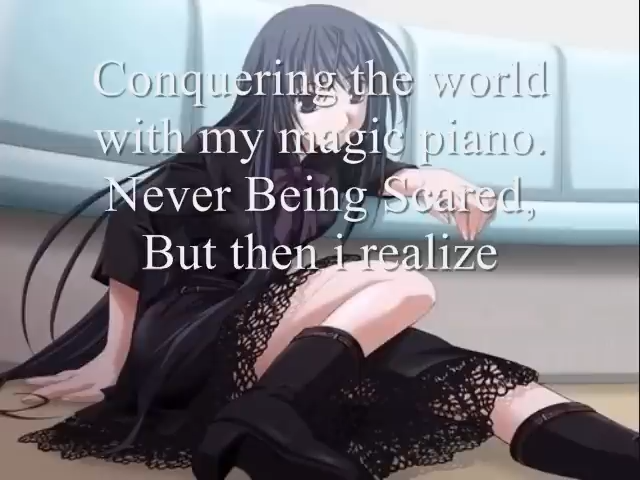 Conquering the world
with my magic piano.
Never Being Scared,
But then i realize